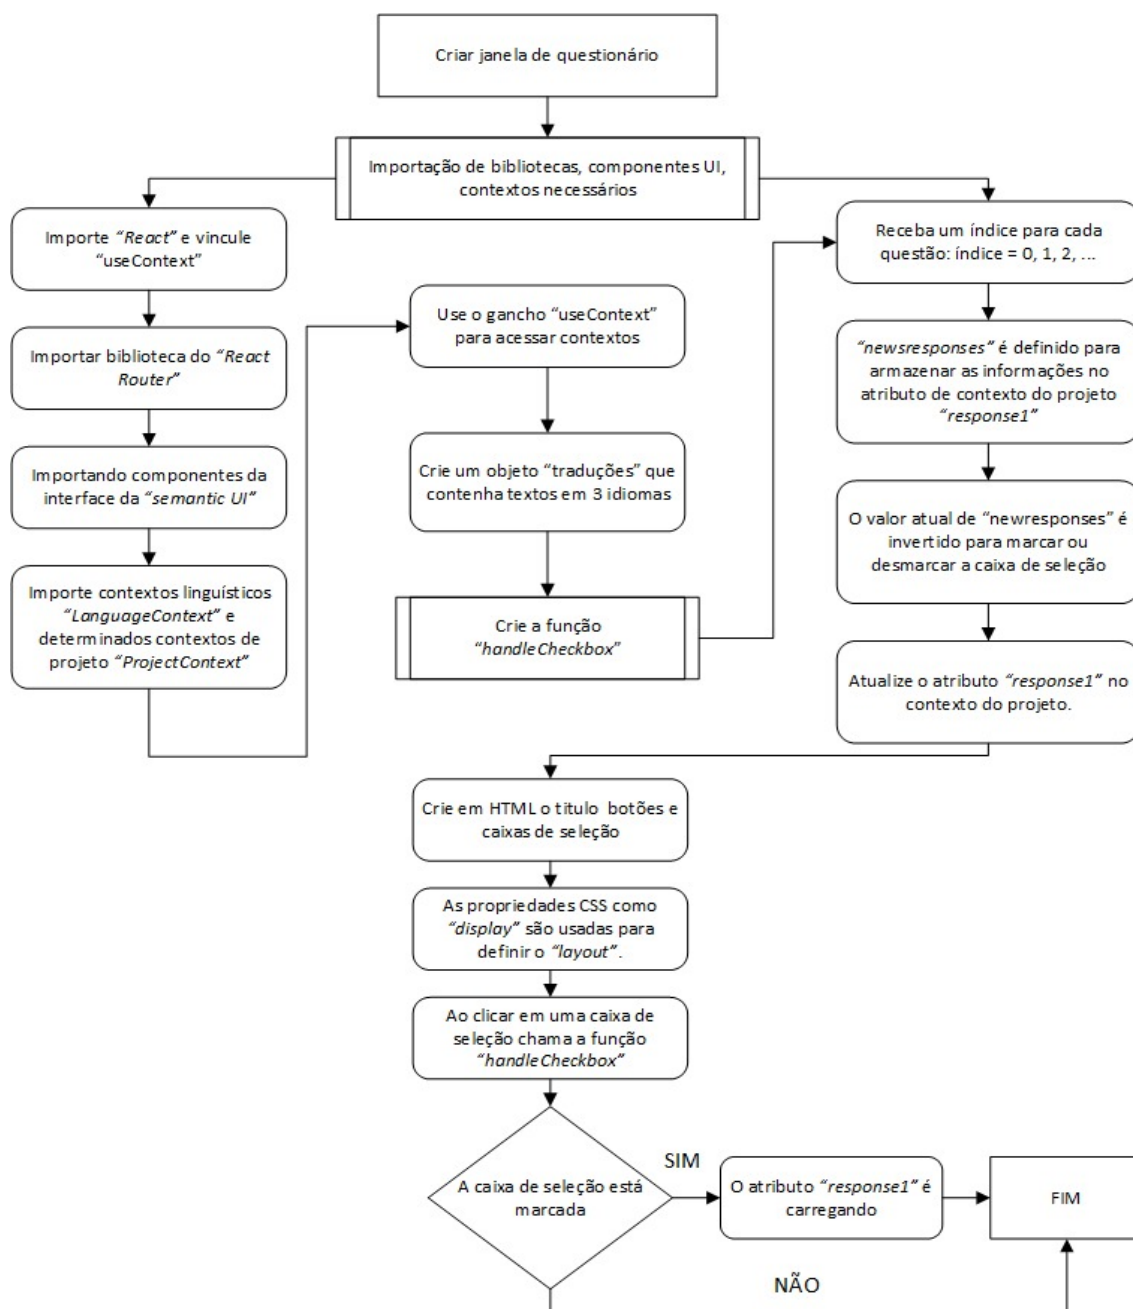 Criar janela de questionário
Importação de bibliotecas, componentes UI,
contextos necessários
Importe “React” e vincule
“useContext”
Importar biblioteca do “React
Router”
Importando componentes da
interface da “semantic UI”
Importe contextos linguísticos
“LanguageContext” e
determinados contextos de
projeto “ProjectContext”
Use o gancho “useContext”
para acessar contextos
Crie um objeto “traduções” que
contenha textos em 3 idiomas
Crie a função
“handleCheckbox”
Receba um índice para cada
questão: índice = 0, 1, 2, ...
“newsresponses” é definido para
armazenar as informações no
atributo de contexto do projeto
“response1”
O valor atual de “newresponses” é
invertido para marcar ou
desmarcar a caixa de seleção
Atualize o atributo “response1” no
contexto do projeto.
Crie em HTML o titulo botões e
caixas de seleção
As propriedades CSS como
“display” são usadas para
definir o “layout”.
Ao clicar em uma caixa de
seleção chama a função
“handleCheckbox”
A caixa de seleção está
marcada
SIM
O atributo “response1” é
carregando
FIM
NÃO